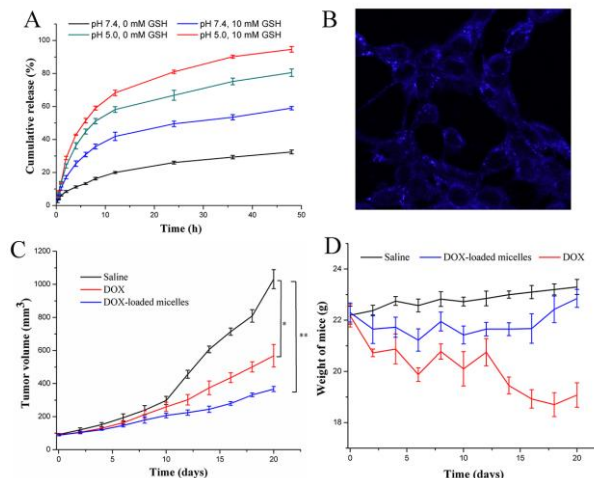 A
pH 7.4, 0 mM GSH
pH 7.4, 10 mM GSH
pH 5.0, 0 mM GSH
pH 5.0, 10 mM GSH
Cumulative release (%)
100
90
80
60
40
20
0
0 10 20 30 40 50
Time (h)
B
C
Saline
DOX
DOX-loaded micelles
Tumor volume (mm3)
1200
1000
800
600
400
200
0
*
**
0 5 10 15 20
Time (days)
D
Saline
DOX-loaded micelles
DOX
Weight of mice (g)
23
22
21
19
18
0 5 10 15 20
Time (days)